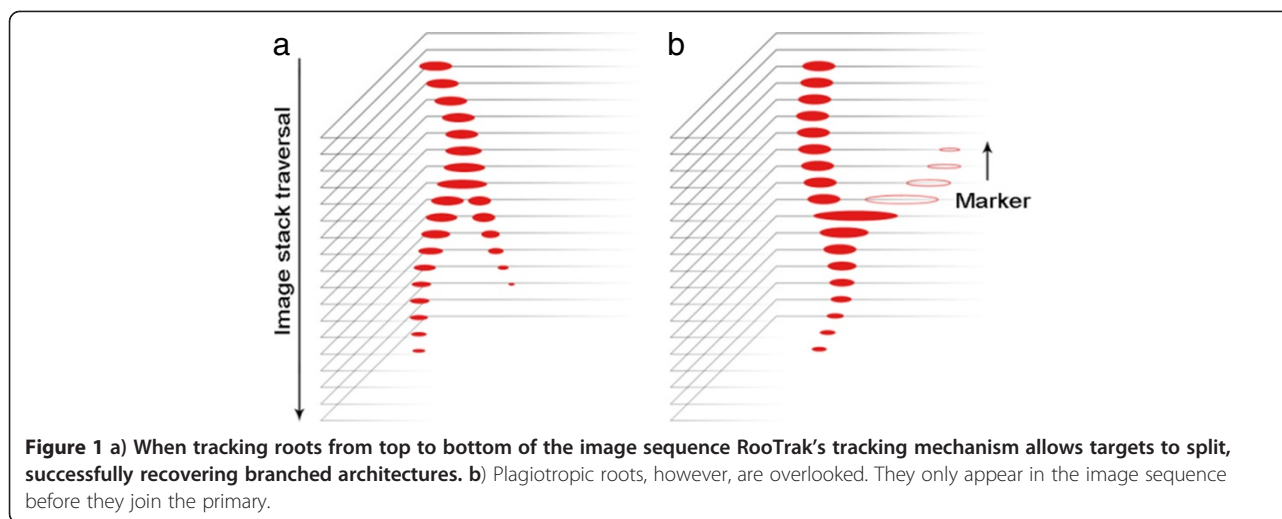 a
b
Image stack traversal
Marker
Figure 1 a) When tracking roots from top to bottom of the image sequence RooTrak's tracking mechanism allows targets to split,
successfully recovering branched architectures. b) Plagiotropic roots, however, are overlooked. They only appear in the image sequence
before they join the primary.